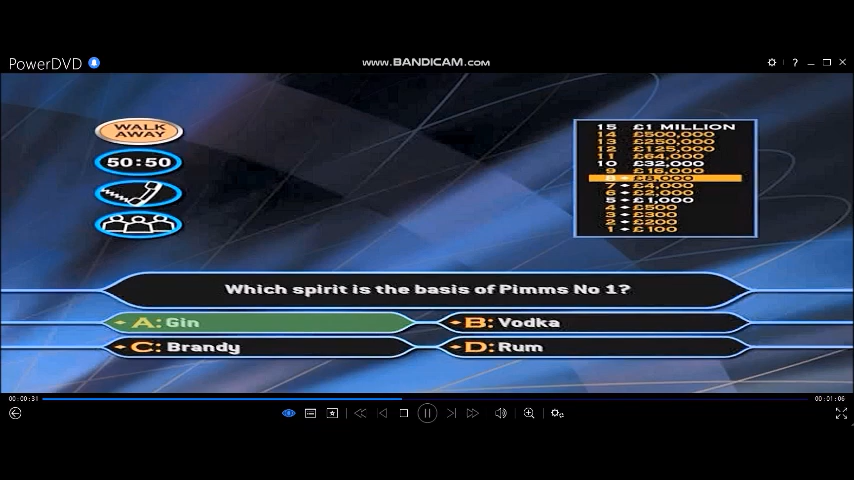 PowerDVD
www.BANDICAM.com
?
WALK AWAY
50:50
15 £1 MILLION
14 £500,000
13 £250,000
12 £125,000
11 £64,000
10 £32,000
9 £16,000
8 £8,000
7 £4,000
6 £2,000
5 £1,000
4 £500
3 £300
2 £200
1 £100
Which spirit is the basis of Pimms No 1?
A: Gin
B: Vodka
C: Brandy
D: Rum
00:00:31
00:01:06